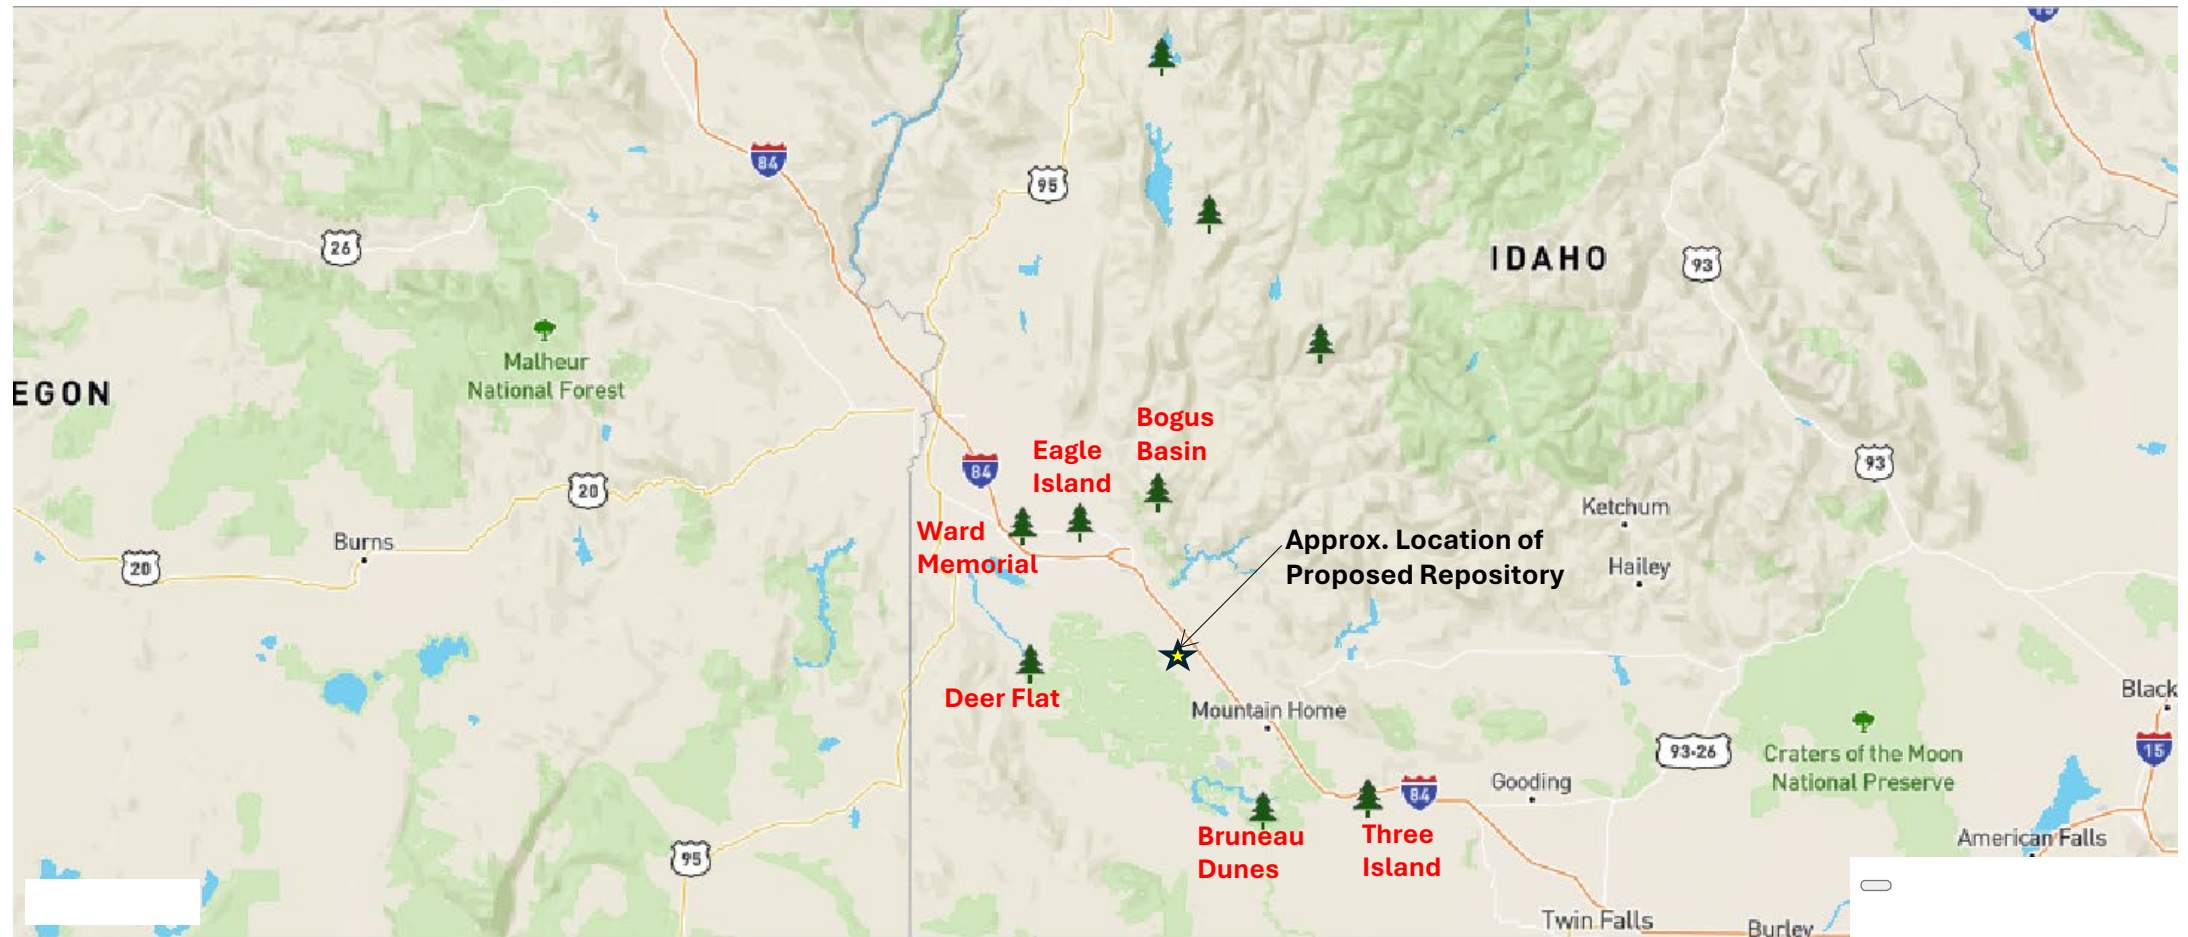 15
84
95
26
IDAHO
93
Malheur
National Forest
EGON
Bogus
Basin
Eagle
Island
84
93
20
Ketchum
Ward
Memorial
Approx. Location of
Proposed Repository
Burns
20
Hailey
Deer Flat
Black
Mountain Home
93-26
15
Craters of the Moon
National Preserve
Gooding
84
Bruneau
Dunes
Three
Island
American Falls
95
Twin Falls
Burley